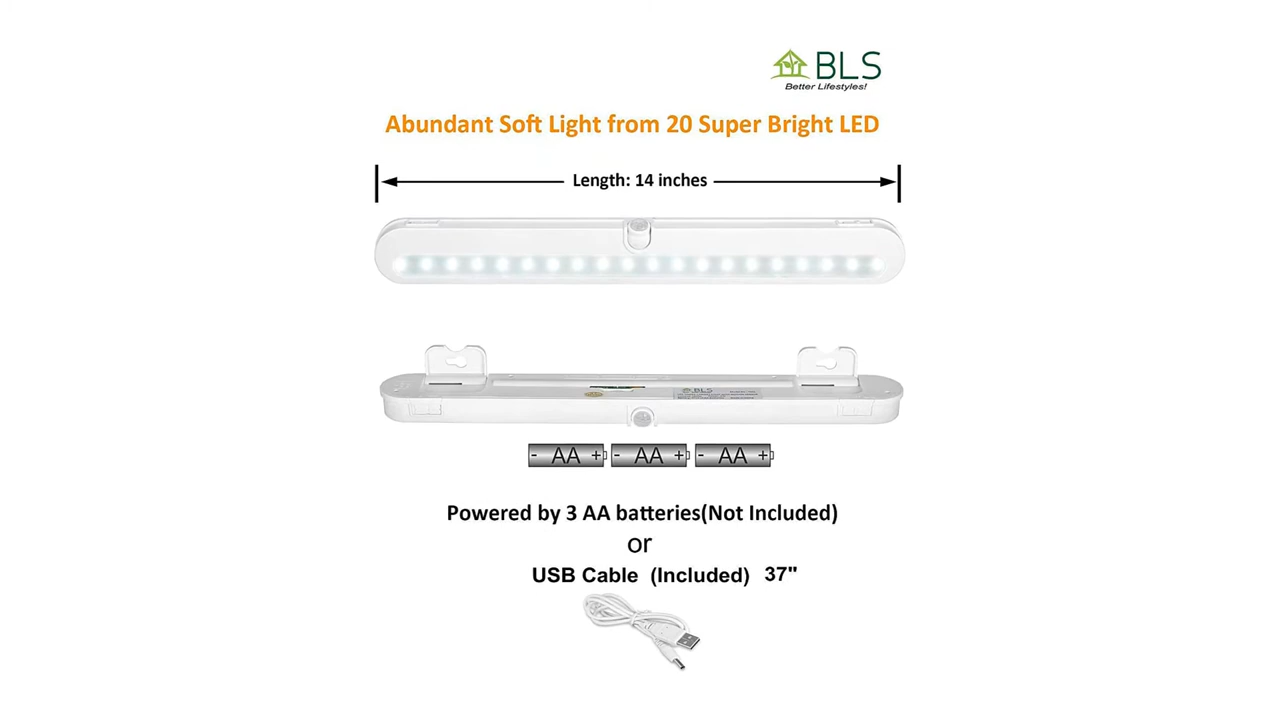 BLS
Better Lifestyles!
Abundant Soft Light from 20 Super Bright LED
Length: 14 inches
BLS
- AA + - AA + - AA +
Powered by 3 AA batteries(Not Included)
or
USB Cable (Included) 37"